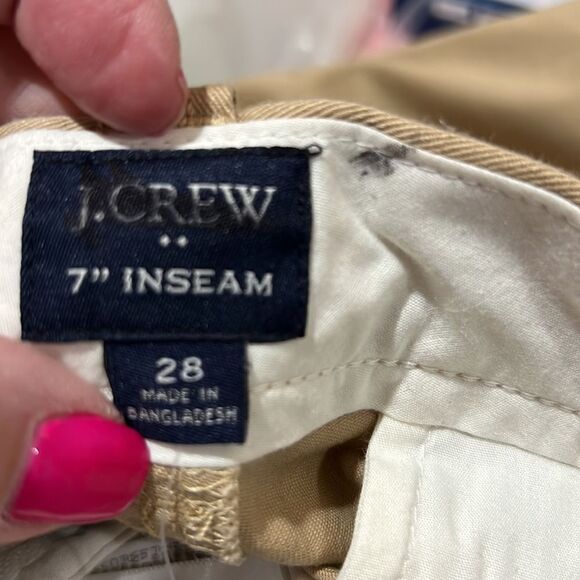 J.CREW
7" INSEAM
28
MADE IN
BANGLADESH